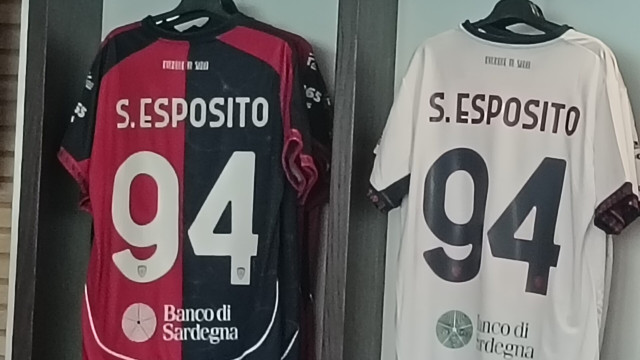 S. ESPOSITO
94
Banco di
Sardegna
S. ESPOSITO
94
Banco di
Sardegna